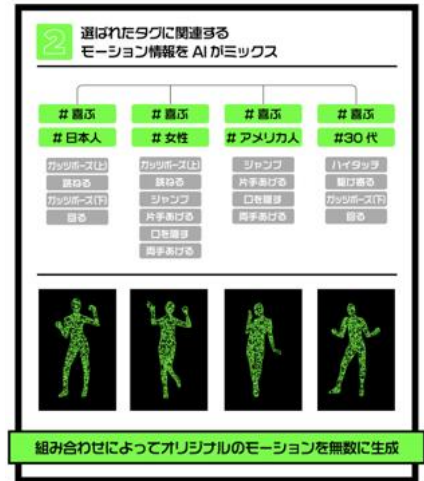 2
選ばれたタグに関連する
モーション情報を AI がミックス
# 喜ぶ
# 日本人
ガッツポーズ(上)
跳ねる
ガッツポーズ(下)
回る
# 喜ぶ
# 女性
ガッツポーズ(上)
跳ねる
ジャンプ
片手あげる
口を隠す
両手あげる
# 喜ぶ
# アメリカ人
ジャンプ
片手あげる
口を隠す
両手あげる
# 喜ぶ
#30 代
ハイタッチ
駆け寄る
ガッツポーズ(下)
回る
組み合わせによってオリジナルのモーションを無数に生成